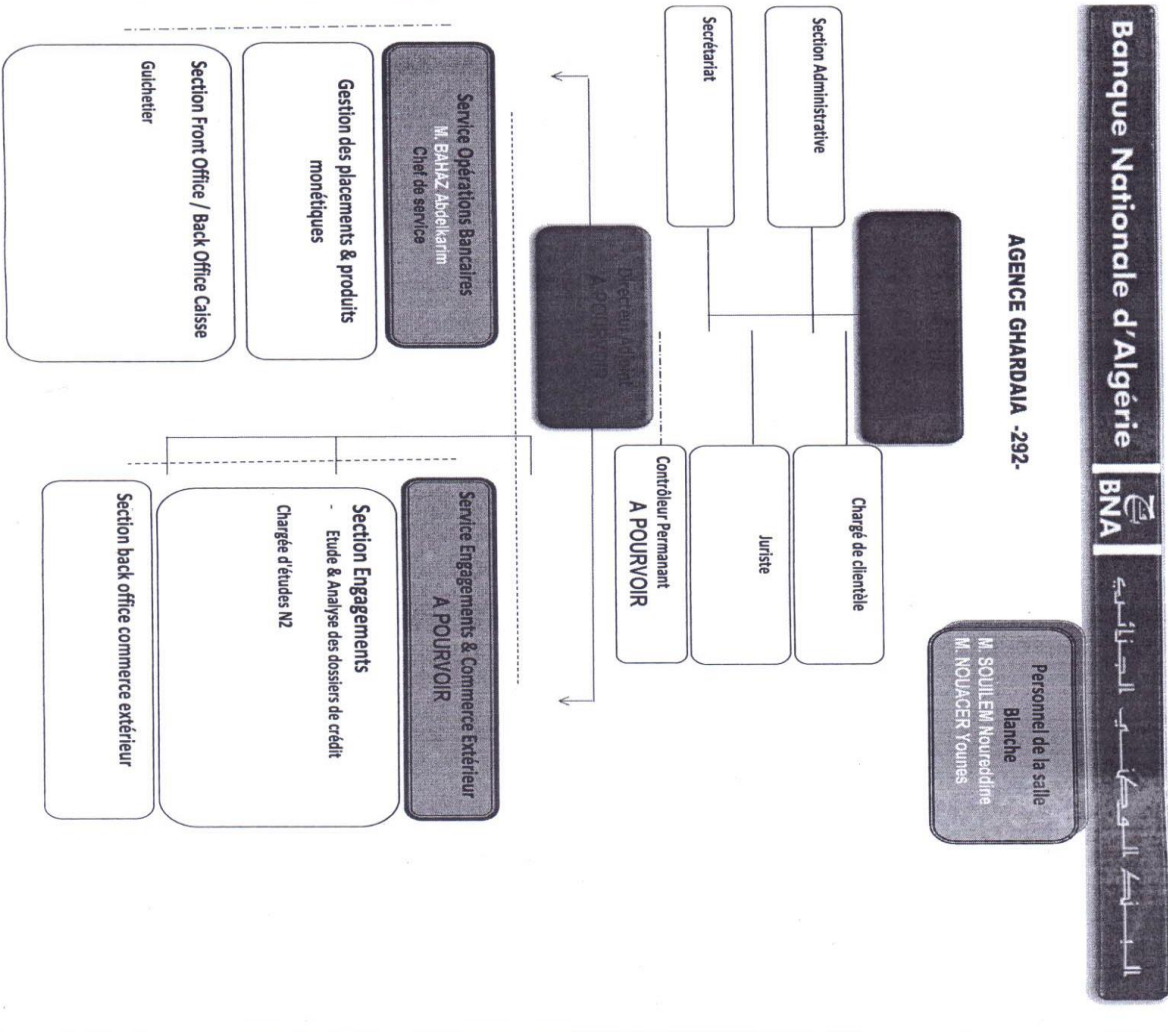 Banque Nationale d'Algérie
BNA
البنك الوطني الجزائري
AGENCE GHARDAIA -292-
Personnel de la salle
Blanche
M. SOUILEM Noureddine
M. NOUACER Younes
Section Administrative
Secrétariat
Chargé de clientèle
Juriste
Contrôleur Permanant
A POURVOIR
Directeur Adjoint
A POURVOIR
Service Opérations Bancaires
M. BAHAZ Abdelkarim
Chef de service
Gestion des placements & produits
monétiques
Section Front Office / Back Office Caisse
Guichetier
Service Engagements & Commerce Extérieur
A POURVOIR
Section Engagements
- Etude & Analyse des dossiers de crédit
Chargée d'études N2
Section back office commerce extérieur